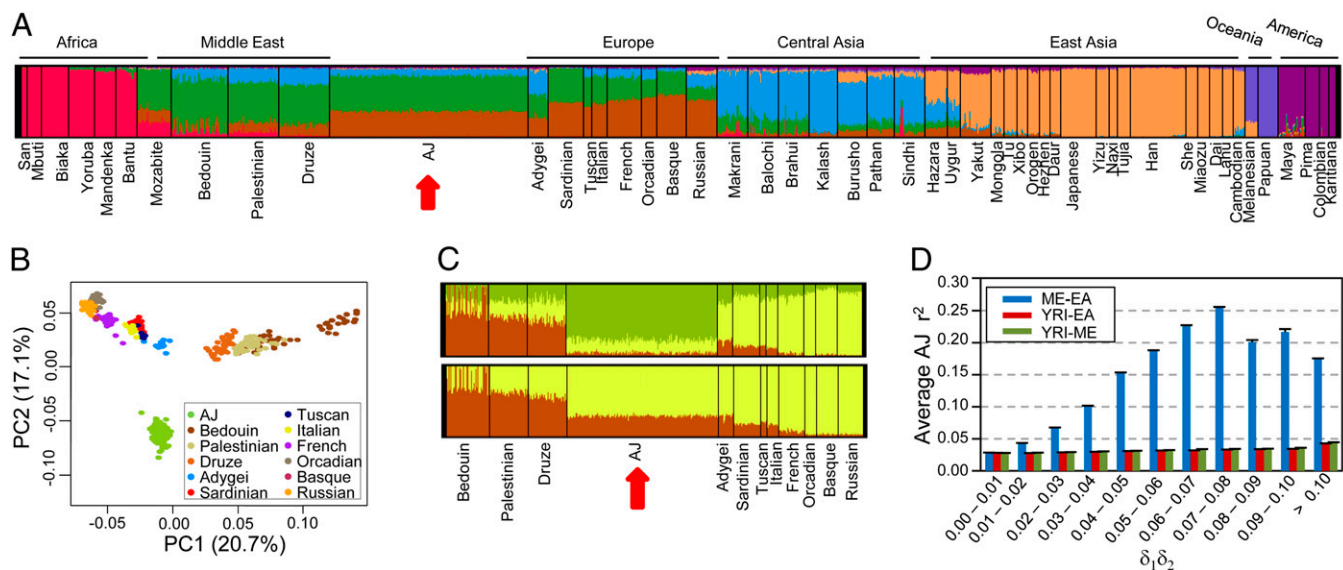 A
Africa
Middle East
Europe
Central Asia
East Asia
Oceania
America
San
Mbuti
Biaka
Yoruba
Mandenka
Bantu
Mozabite
Bedouin
Palestinian
Druze
AJ
Adygei
Sardinian
Tuscan
Italian
French
Orcadian
Basque
Russian
Makrani
Balochi
Brahui
Kalash
Burusho
Pathan
Sindhi
Hazara
Uygur
Yakut
Mongola
Tu
Xibo
Oroqen
Hezhen
Daur
Japanese
Yizu
Naxi
Tujia
Han
She
Miaozu
Dai
Lahu
Cambodian
Melanesian
Papuan
Maya
Pima
Colombian
Karitiana
B
PC2 (17.1%)
0.05
0.00
-0.05
-0.10
AJ
Bedouin
Palestinian
Druze
Adygei
Sardinian
Tuscan
Italian
French
Orcadian
Basque
Russian
-0.05
0.00
0.05
0.10
PC1 (20.7%)
C
Bedouin
Palestinian
Druze
AJ
Adygei
Sardinian
Tuscan
Italian
French
Orcadian
Basque
Russian
D
Average AJ r²
0.30
0.25
0.20
0.15
0.10
0.05
0.00
ME-EA
YRI-EA
YRI-ME
0.00 – 0.01
0.01 – 0.02
0.02 – 0.03
0.03 – 0.04
0.04 – 0.05
0.05 – 0.06
0.06 – 0.07
0.07 – 0.08
0.08 – 0.09
0.09 – 0.10
> 0.10
δ₁δ₂